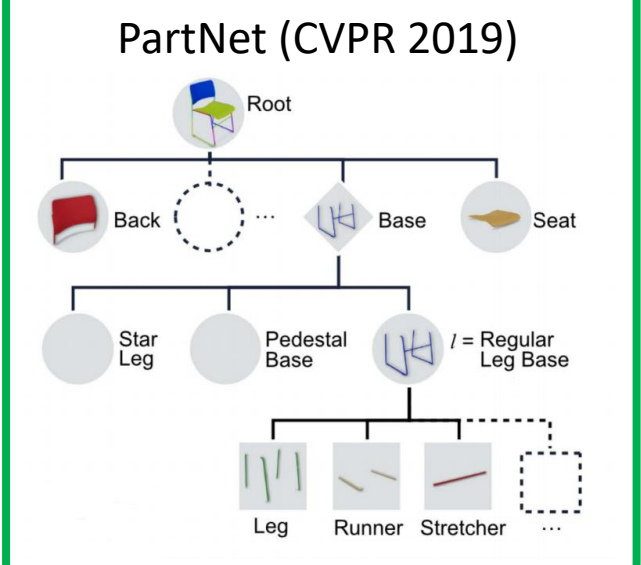 PartNet (CVPR 2019)
Root
Back
...
Base
Seat
Star
Leg
Pedestal
Base
l = Regular
Leg Base
Leg
Runner
Stretcher
...